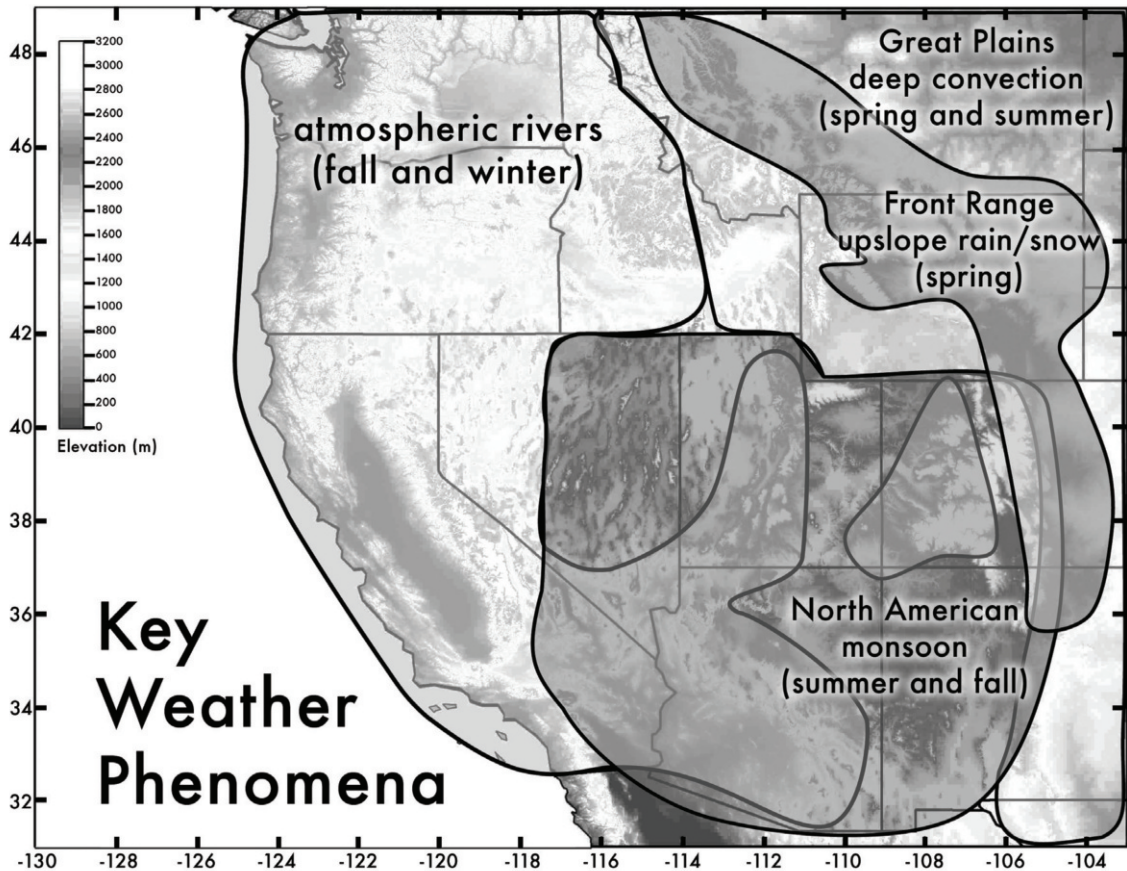 48
46
44
42
40
38
36
34
32
3200
3000
2800
2600
2400
2200
2000
1800
1600
1400
1200
1000
800
600
400
200
0
Elevation (m)
atmospheric rivers
(fall and winter)
Great Plains
deep convection
(spring and summer)
Front Range
upslope rain/snow
(spring)
North American
monsoon
(summer and fall)
Key
Weather
Phenomena
-130 -128 -126 -124 -122 -120 -118 -116 -114 -112 -110 -108 -106 -104